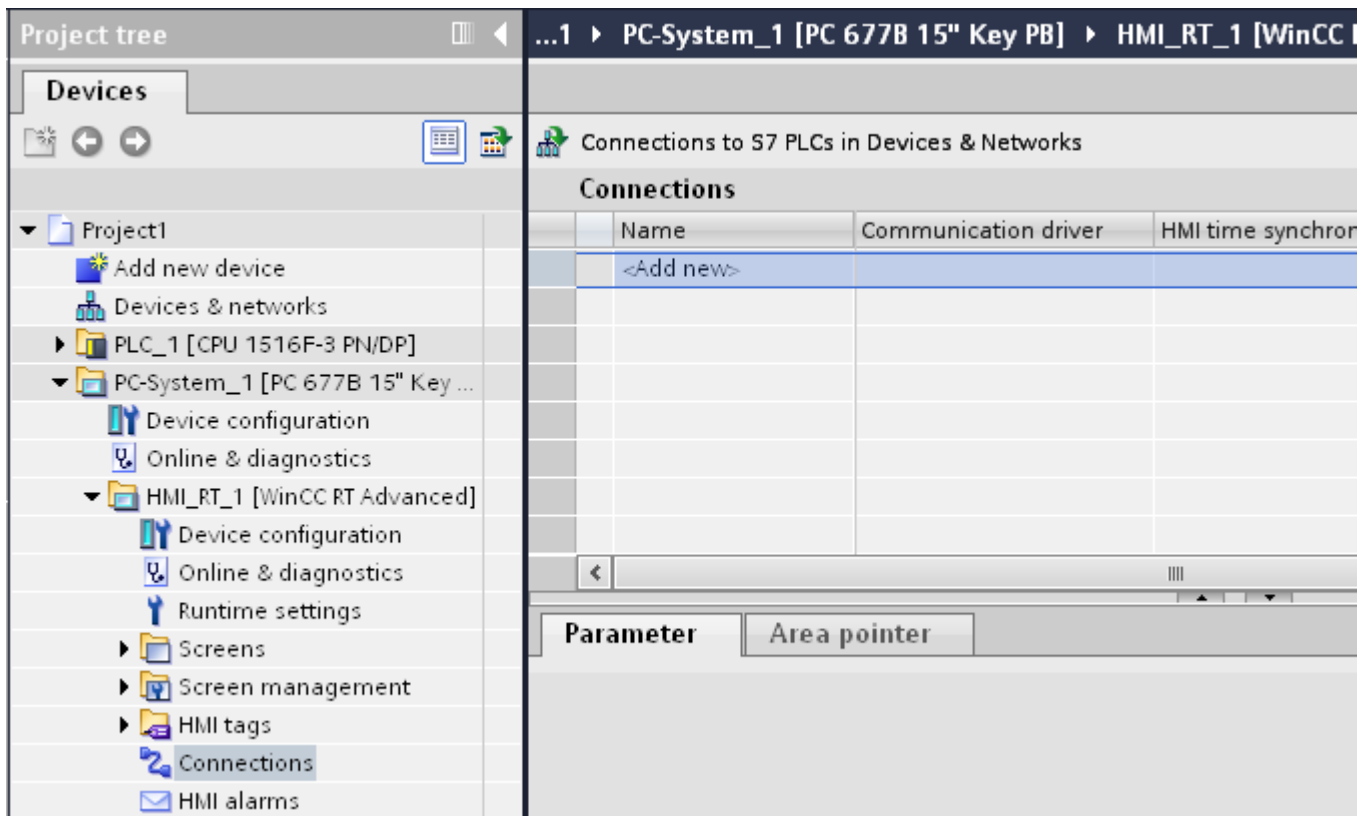 Project tree
Devices
Project1
Add new device
Devices & networks
PLC_1 [CPU 1516F-3 PN/DP]
PC-System_1 [PC 677B 15" Key ...
Device configuration
Online & diagnostics
HMI_RT_1 [WinCC RT Advanced]
Device configuration
Online & diagnostics
Runtime settings
Screens
Screen management
HMI tags
Connections
HMI alarms
...1 ▸ PC-System_1 [PC 677B 15" Key PB] ▸ HMI_RT_1 [WinCC
Connections to S7 PLCs in Devices & Networks
Connections
Name Communication driver HMI time synchron
<Add new>
Parameter Area pointer